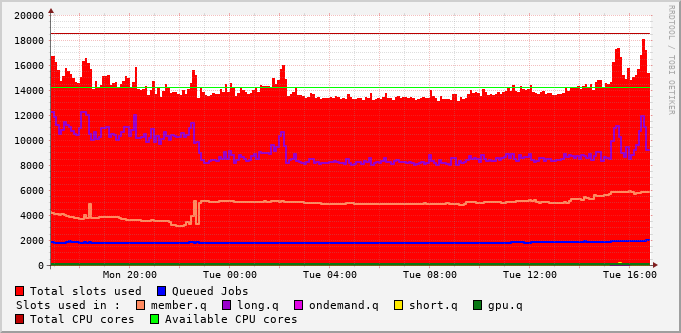 20000
18000
16000
14000
12000
10000
8000
6000
4000
2000
0
Mon 20:00 Tue 00:00 Tue 04:00 Tue 08:00 Tue 12:00 Tue 16:00
RRDTOOL / TOBI OETIKER
Total slots used Queued Jobs
Slots used in : member.q long.q ondemand.q short.q gpu.q
Total CPU cores Available CPU cores